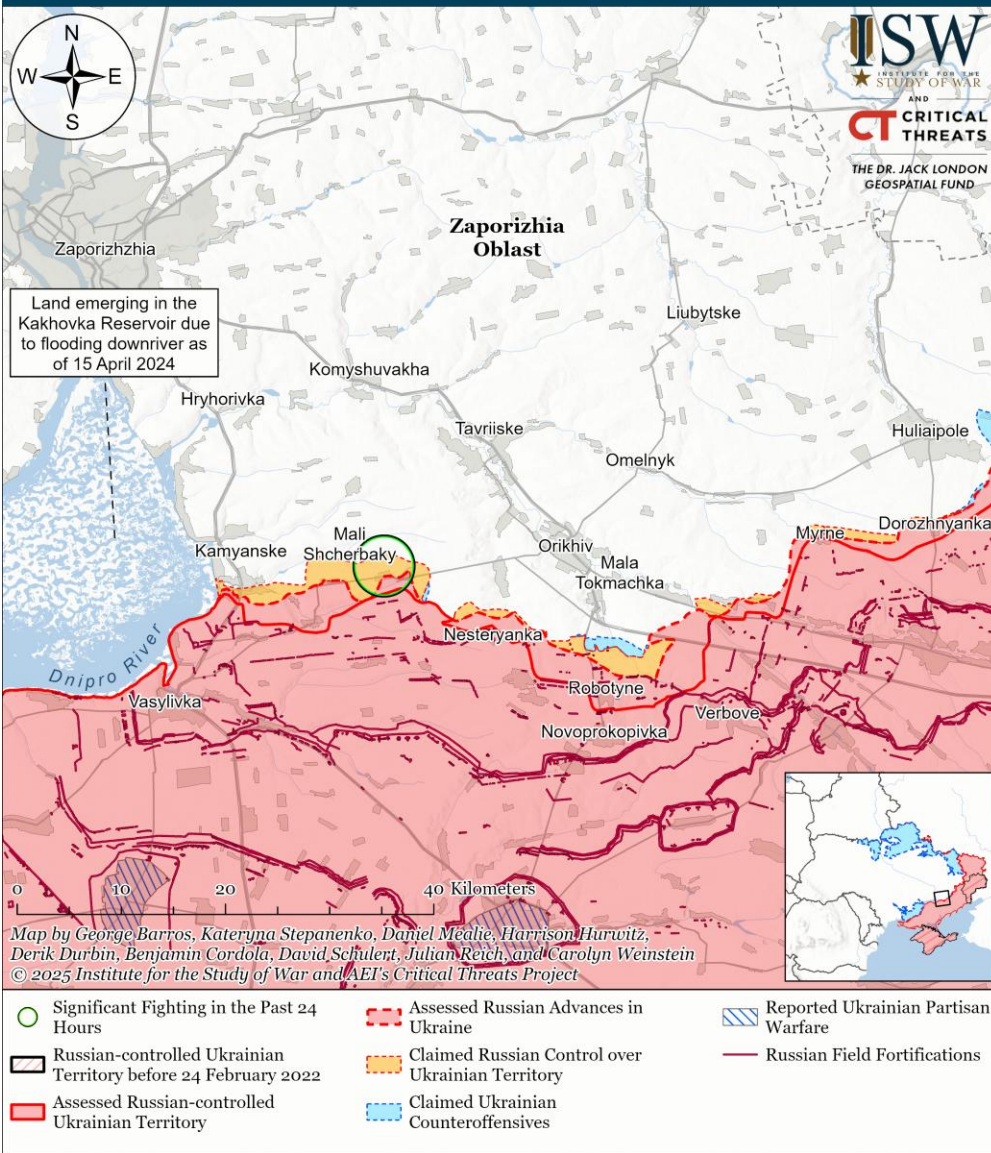 N
W
E
S
ISW
INSTITUTE FOR THE
STUDY OF WAR
AND
CT CRITICAL
THREATS
THE DR. JACK LONDON
GEOSPATIAL FUND
Zaporizhia
Oblast
Zaporizhzhia
Land emerging in the
Kakhovka Reservoir due
to flooding downriver as
of 15 April 2024
Liubytske
Komyshuvakha
Hryhorivka
Tavriiske
Huliaipole
Omelnyk
Dorozhnyanka
Myrne
Mali
Shcherbaky
Kamyanske
Orikhiv
Mala
Tokmachka
Nesteryanka
Dnipro River
Robotyne
Vasylivka
Verbove
Novoprokopivka
0 10 20 40 Kilometers
Map by George Barros, Kateryna Stepanenko, Daniel Mealie, Harrison Hurwitz,
Derik Durbin, Benjamin Cordola, David Schulert, Julian Reich, and Carolyn Weinstein
© 2025 Institute for the Study of War and AEI's Critical Threats Project
Significant Fighting in the Past 24
Hours
Russian-controlled Ukrainian
Territory before 24 February 2022
Assessed Russian-controlled
Ukrainian Territory
Assessed Russian Advances in
Ukraine
Claimed Russian Control over
Ukrainian Territory
Claimed Ukrainian
Counteroffensives
Reported Ukrainian Partisan
Warfare
Russian Field Fortifications